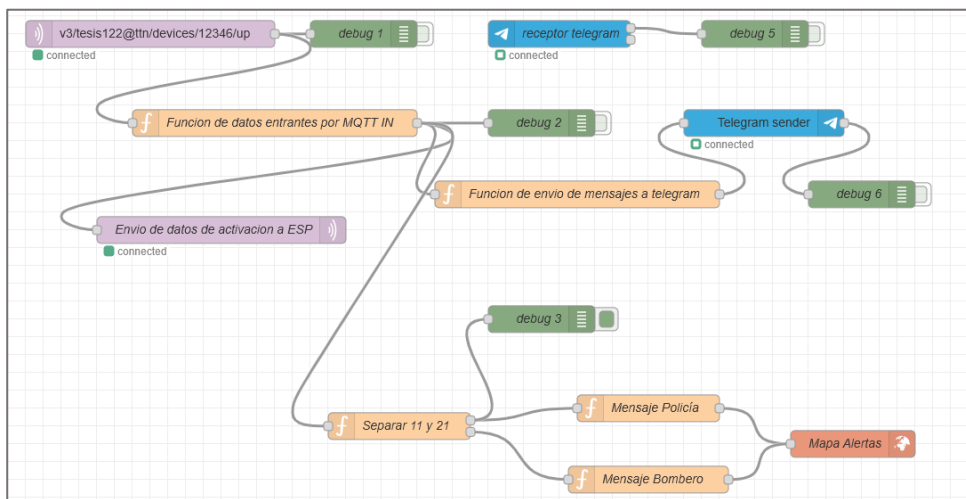 v3/tesis122@ttn/devices/12346/up
debug 1
receptor telegram
debug 5
connected
connected
Funcion de datos entrantes por MQTT IN
debug 2
Telegram sender
connected
Funcion de envio de mensajes a telegram
debug 6
Envio de datos de activacion a ESP
connected
debug 3
Mensaje Policía
Separar 11 y 21
Mapa Alertas
Mensaje Bombero